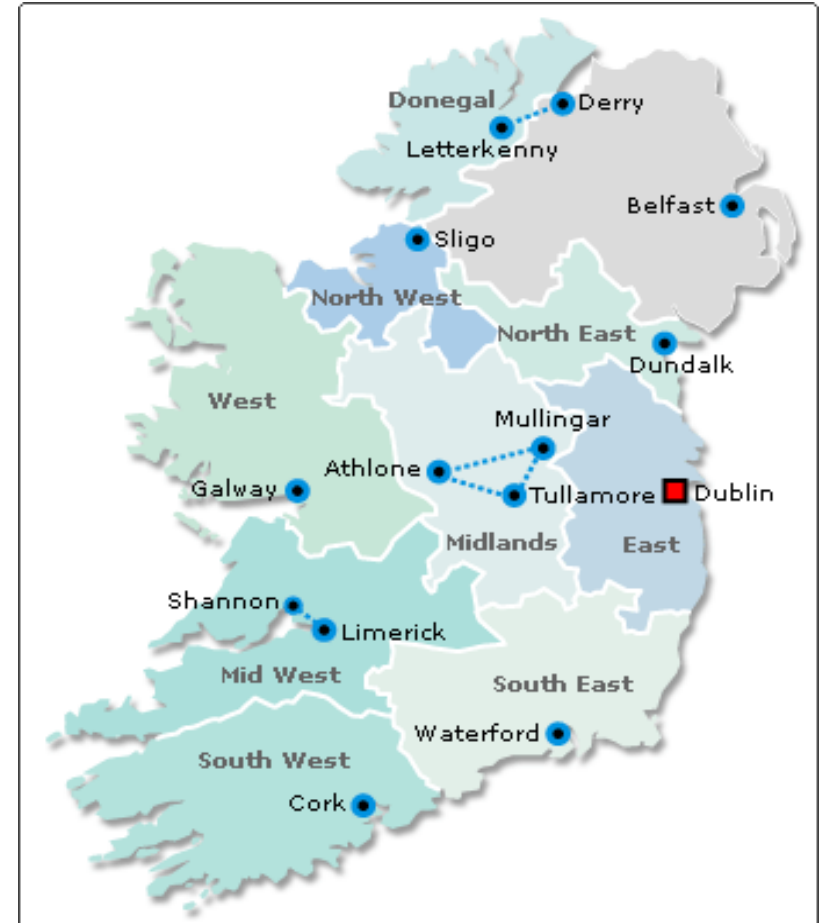 Donegal
Derry
Letterkenny
Belfast
Sligo
North West
North East
Dundalk
West
Mullingar
Athlone
Galway
Tullamore
Dublin
Midlands
East
Shannon
Limerick
Mid West
South East
Waterford
South West
Cork